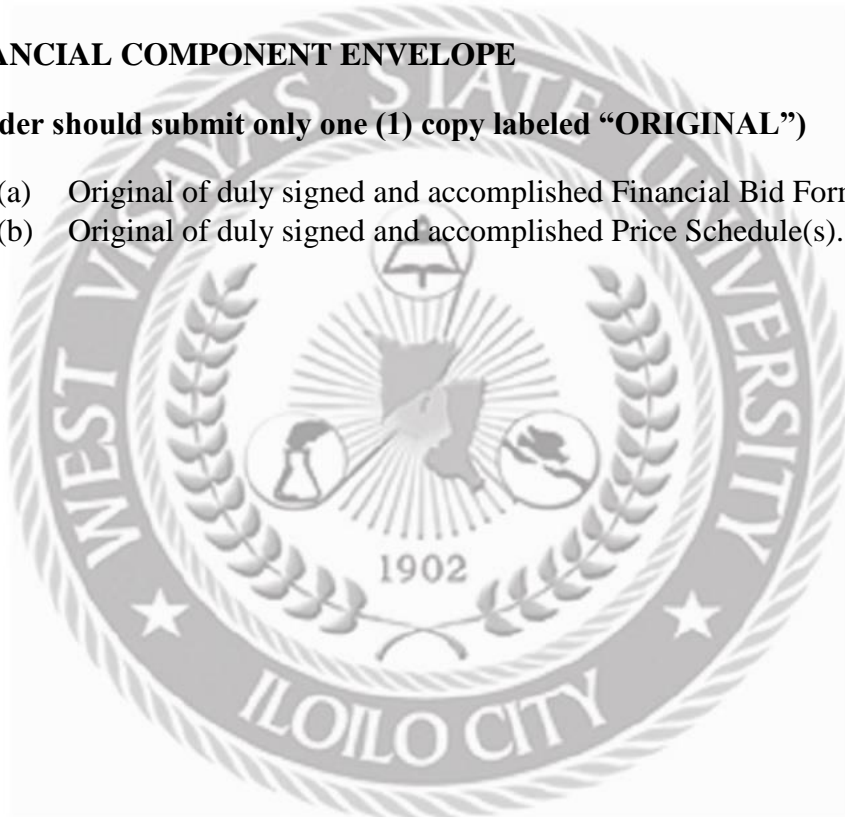 ANCIAL COMPONENT ENVELOPE
der should submit only one (1) copy labeled “ORIGINAL”)
(a) Original of duly signed and accomplished Financial Bid For
(b) Original of duly signed and accomplished Price Schedule(s).
WEST VISAYAS STATE UNIVERSITY
1902
ILOILO CITY